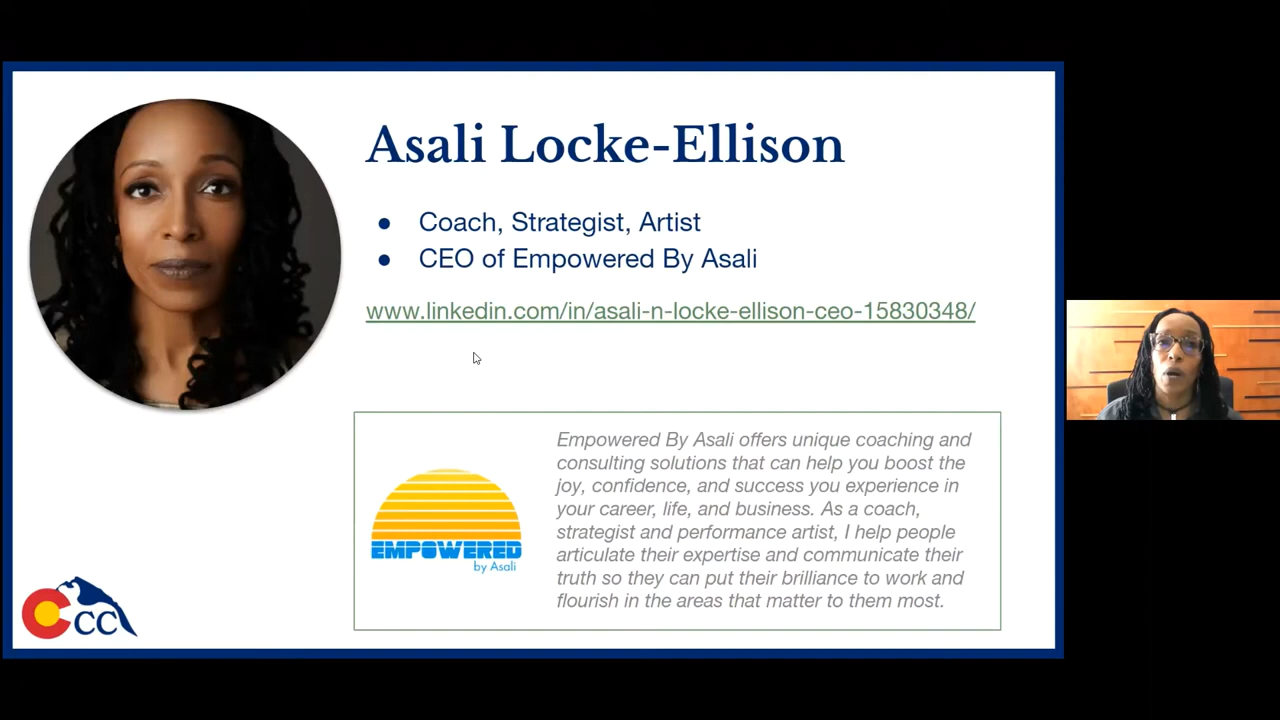 Asali Locke-Ellison
● Coach, Strategist, Artist
● CEO of Empowered By Asali
www.linkedin.com/in/asali-n-locke-ellison-ceo-15830348/
Empowered By Asali offers unique coaching and
consulting solutions that can help you boost the
joy, confidence, and success you experience in
your career, life, and business. As a coach,
strategist and performance artist, I help people
articulate their expertise and communicate their
truth so they can put their brilliance to work and
flourish in the areas that matter to them most.
EMPOWERED
by Asali
CCC